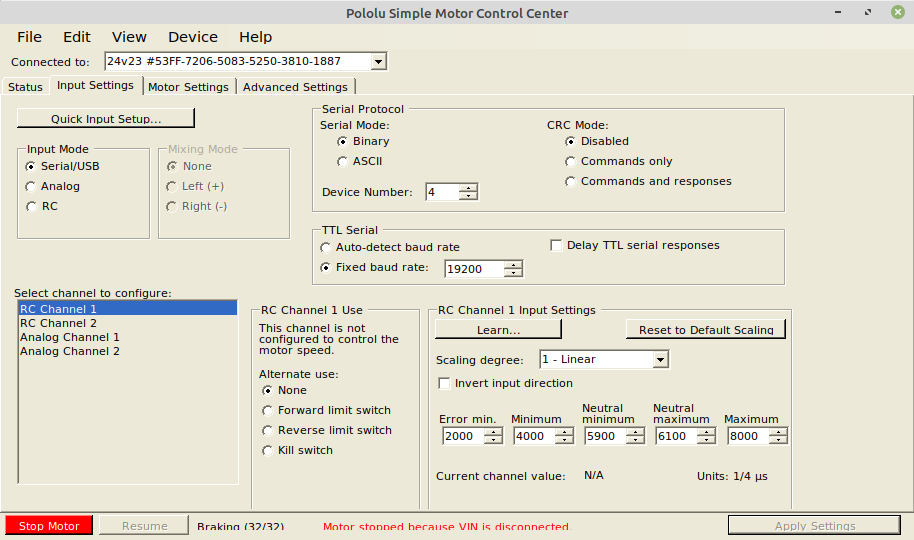 Pololu Simple Motor Control Center
File Edit View Device Help
Connected to: 24v23 #53FF-7206-5083-5250-3810-1887
Status Input Settings Motor Settings Advanced Settings
Quick Input Setup...
Input Mode
Serial/USB
Analog
RC
Mixing Mode
None
Left (+)
Right (-)
Serial Protocol
Serial Mode:
Binary
ASCII
Device Number: 4
CRC Mode:
Disabled
Commands only
Commands and responses
TTL Serial
Auto-detect baud rate
Fixed baud rate: 19200
Delay TTL serial responses
Select channel to configure:
RC Channel 1
RC Channel 2
Analog Channel 1
Analog Channel 2
RC Channel 1 Use
This channel is not
configured to control the
motor speed.
Alternate use:
None
Forward limit switch
Reverse limit switch
Kill switch
RC Channel 1 Input Settings
Learn... Reset to Default Scaling
Scaling degree: 1 - Linear
Invert input direction
Error min. Minimum Neutral minimum Neutral maximum Maximum
2000 4000 5900 6100 8000
Current channel value: N/A Units: 1/4 µs
Stop Motor Resume Braking (32/32) Motor stopped because VIN is disconnected. Apply Settings